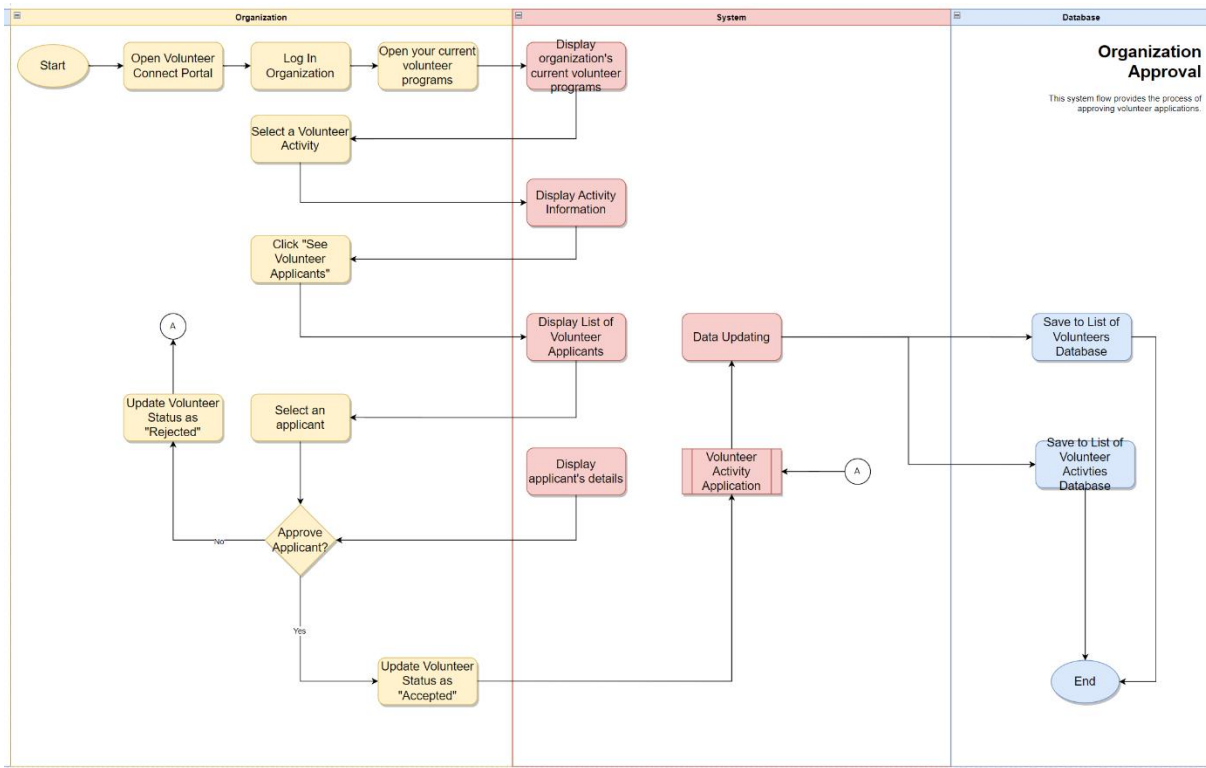 Organization
System
Database
Organization
Approval
This system flow provides the process of
approving volunteer applications.
Start
Open Volunteer
Connect Portal
Log In
Organization
Open your current
volunteer
programs
Display
organization's
current volunteer
programs
Select a Volunteer
Activity
Display Activity
Information
Click "See
Volunteer
Applicants"
A
Display List of
Volunteer
Applicants
Data Updating
Save to List of
Volunteers
Database
Update Volunteer
Status as
"Rejected"
Select an
applicant
Display
applicant's details
Volunteer
Activity
Application
A
Save to List of
Volunteer
Activties
Database
Approve
Applicant?
No
Yes
Update Volunteer
Status as
"Accepted"
End